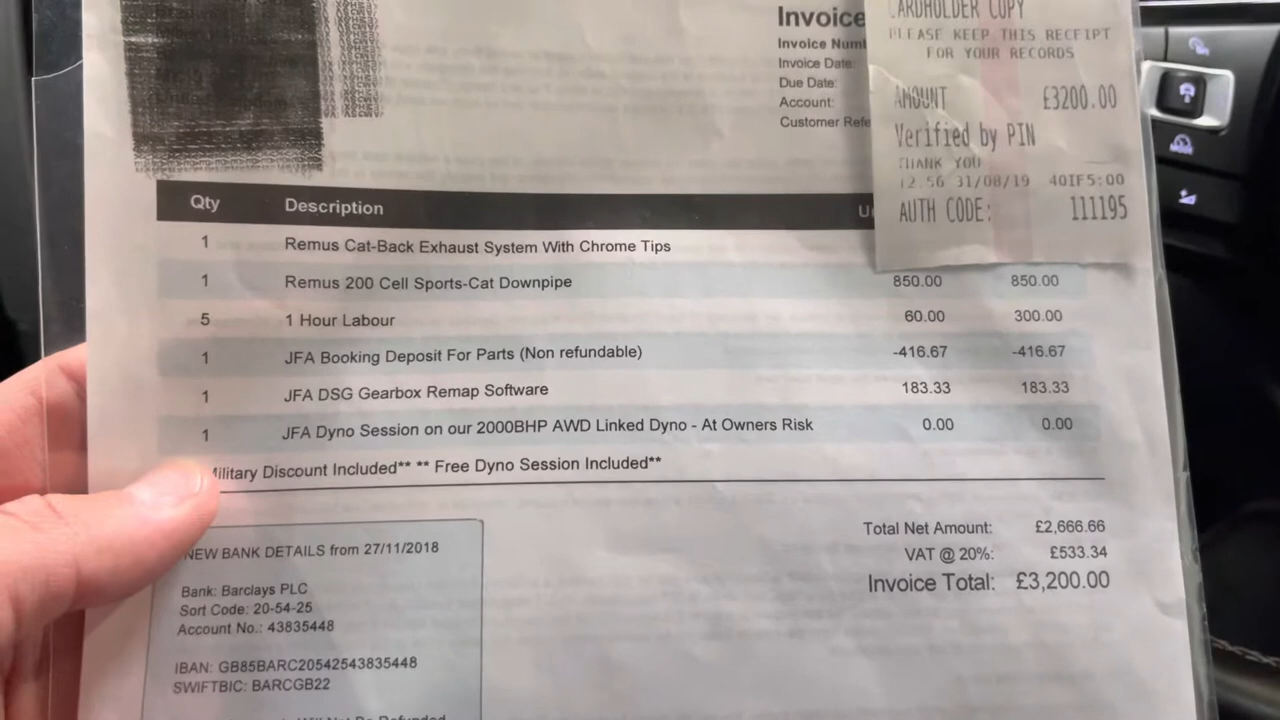 Invoice
Invoice Num
Invoice Date:
Due Date:
Account:
Customer Refe
CARDHOLDER COPY
PLEASE KEEP THIS RECEIPT
FOR YOUR RECORDS
AMOUNT £3200.00
Verified by PIN
THANK YOU
12:56 31/08/19 40IF5:00
AUTH CODE: 111195
Qty Description U
1 Remus Cat-Back Exhaust System With Chrome Tips
1 Remus 200 Cell Sports-Cat Downpipe 850.00 850.00
5 1 Hour Labour 60.00 300.00
1 JFA Booking Deposit For Parts (Non refundable) -416.67 -416.67
1 JFA DSG Gearbox Remap Software 183.33 183.33
1 JFA Dyno Session on our 2000BHP AWD Linked Dyno - At Owners Risk 0.00 0.00
Military Discount Included** ** Free Dyno Session Included**
Total Net Amount: £2,666.66
VAT @ 20%: £533.34
Invoice Total: £3,200.00
NEW BANK DETAILS from 27/11/2018
Bank: Barclays PLC
Sort Code: 20-54-25
Account No.: 43835448
IBAN: GB85BARC20542543835448
SWIFTBIC: BARCGB22
Will Not Be Refunded